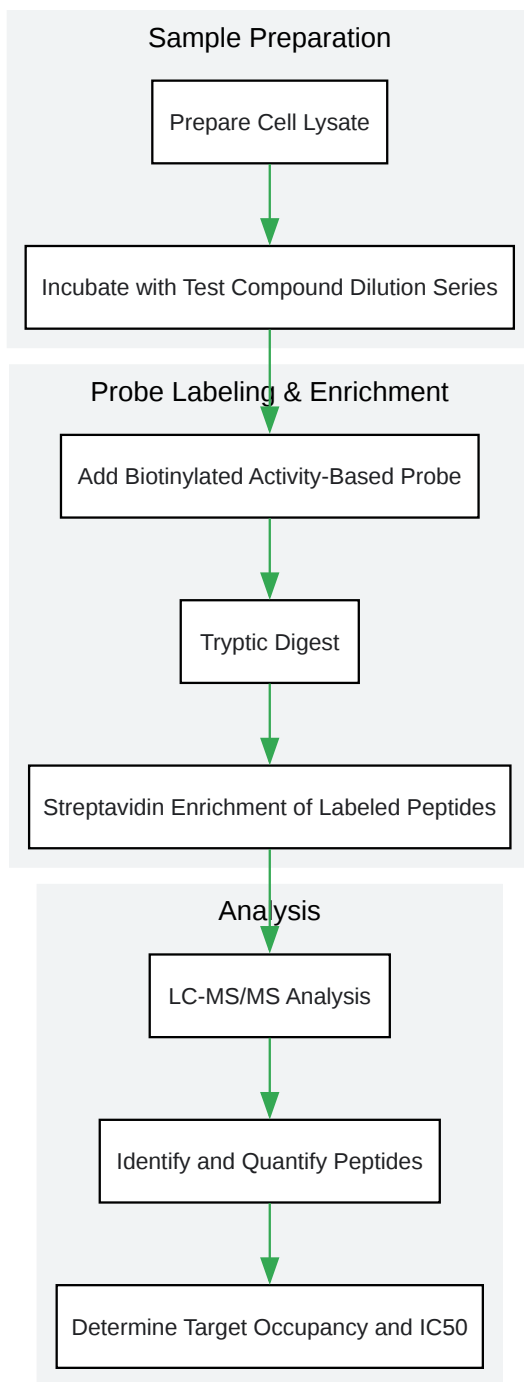 Sample Preparation
Prepare Cell Lysate
Incubate with Test Compound Dilution Series
Probe Labeling & Enrichment
Add Biotinylated Activity-Based Probe
Tryptic Digest
Streptavidin Enrichment of Labeled Peptides
Analysis
LC-MS/MS Analysis
Identify and Quantify Peptides
Determine Target Occupancy and IC50